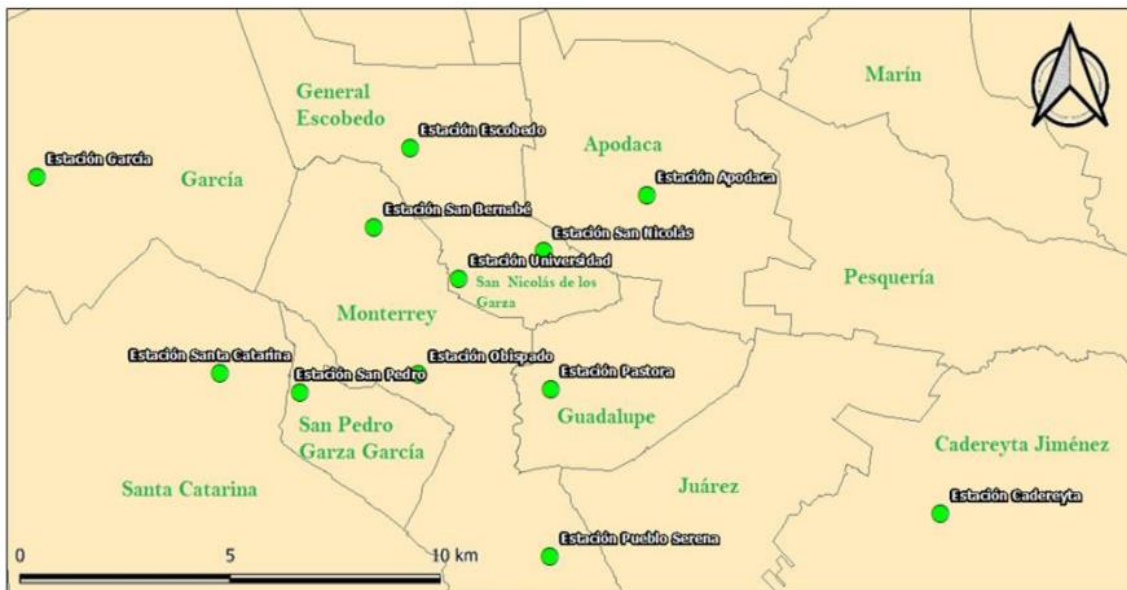 Marín
General
Escobedo
Estación Escobedo
Apodaca
Estación García
García
Estación Apodaca
Estación San Bernabé
Estación San Nicolás
Estación Universidad
San Nicolás de los
Garza
Pesquería
Monterrey
Estación Santa Catarina
Estación Obispado
Estación San Pedro
Estación Pastora
San Pedro
Garza García
Guadalupe
Cadereyta Jiménez
Santa Catarina
Juárez
Estación Cadereyta
Estación Pueblo Serena
0 5 10 km